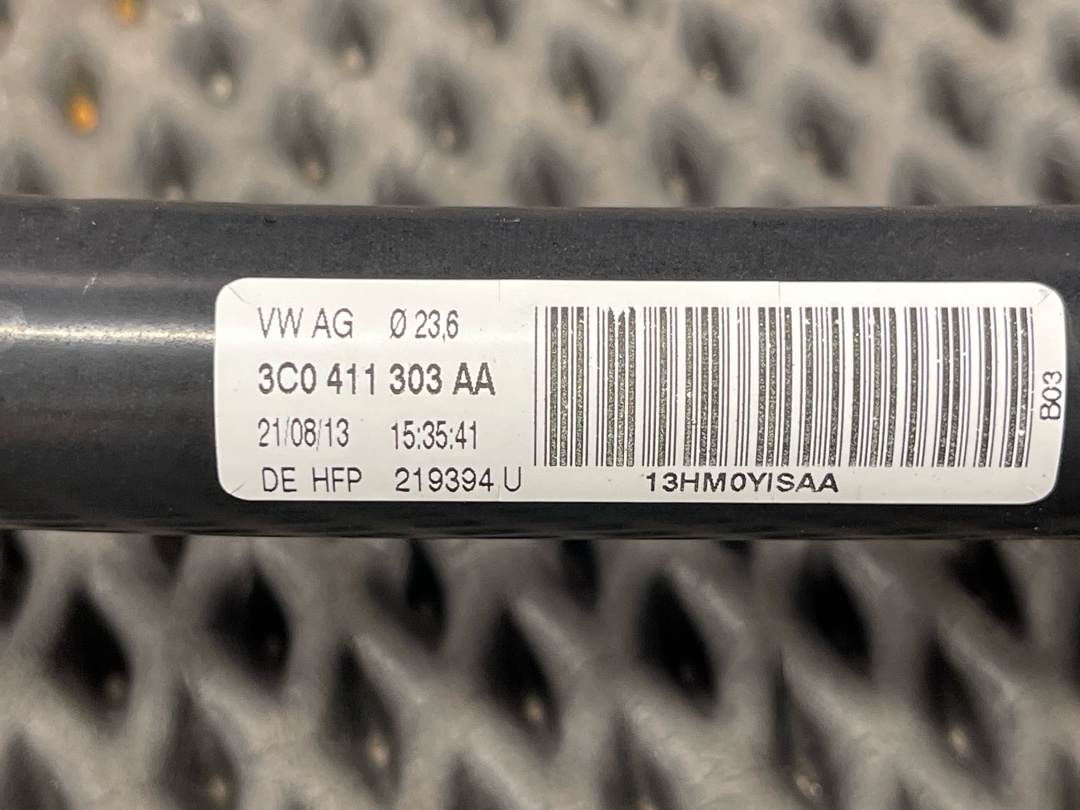 VW AG Ø 23,6
3C0 411 303 AA
21/08/13 15:35:41
DE HFP 219394 U
13HM0YISAA
B03